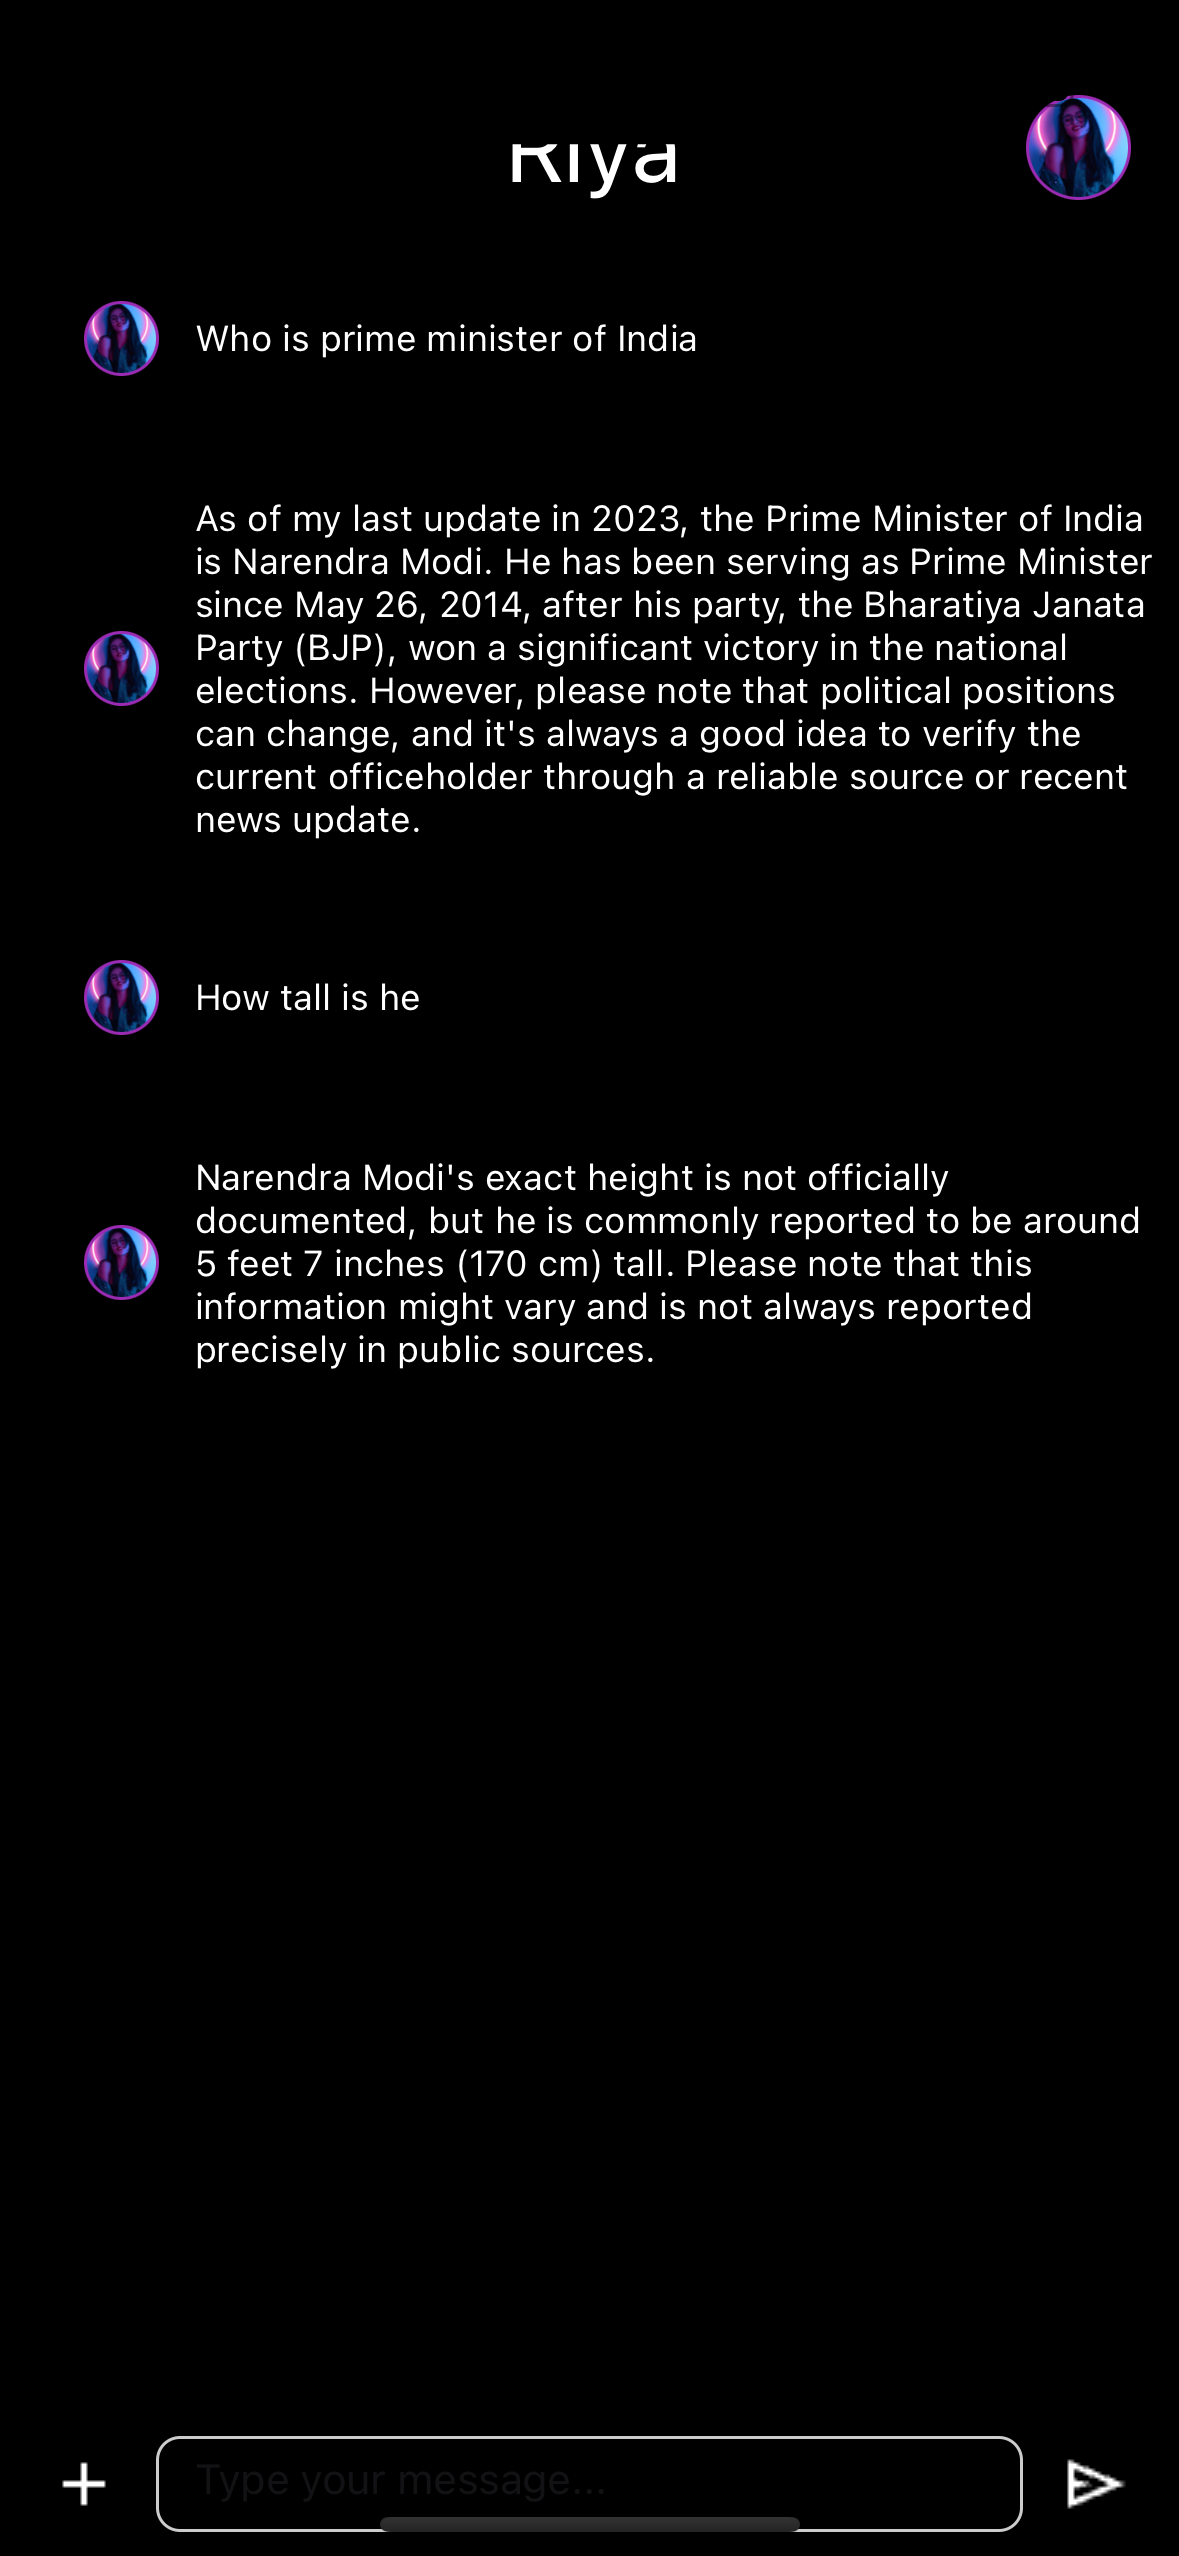 Riya
Who is prime minister of India
As of my last update in 2023, the Prime Minister of India
is Narendra Modi. He has been serving as Prime Minister
since May 26, 2014, after his party, the Bharatiya Janata
Party (BJP), won a significant victory in the national
elections. However, please note that political positions
can change, and it's always a good idea to verify the
current officeholder through a reliable source or recent
news update.
How tall is he
Narendra Modi's exact height is not officially
documented, but he is commonly reported to be around
5 feet 7 inches (170 cm) tall. Please note that this
information might vary and is not always reported
precisely in public sources.
Type your message...